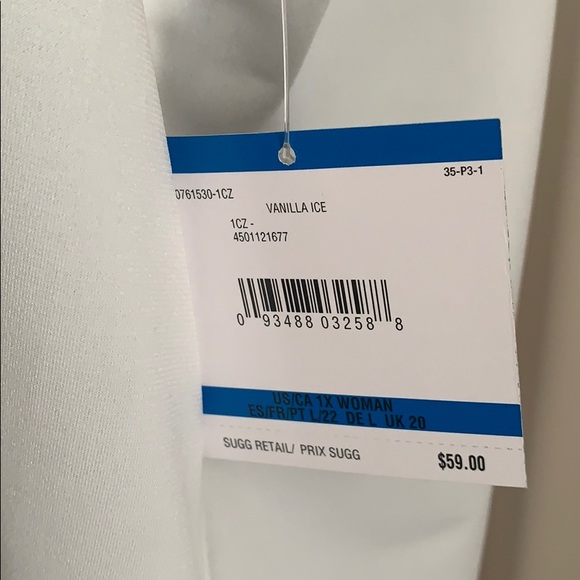 35-P3-1
0761530-1CZ
VANILLA ICE
1CZ -
4501121677
0 93488 03258 8
US/CA 1X WOMAN
ES/FR/PT L/22 DE L UK 20
SUGG RETAIL/ PRIX SUGG $59.00